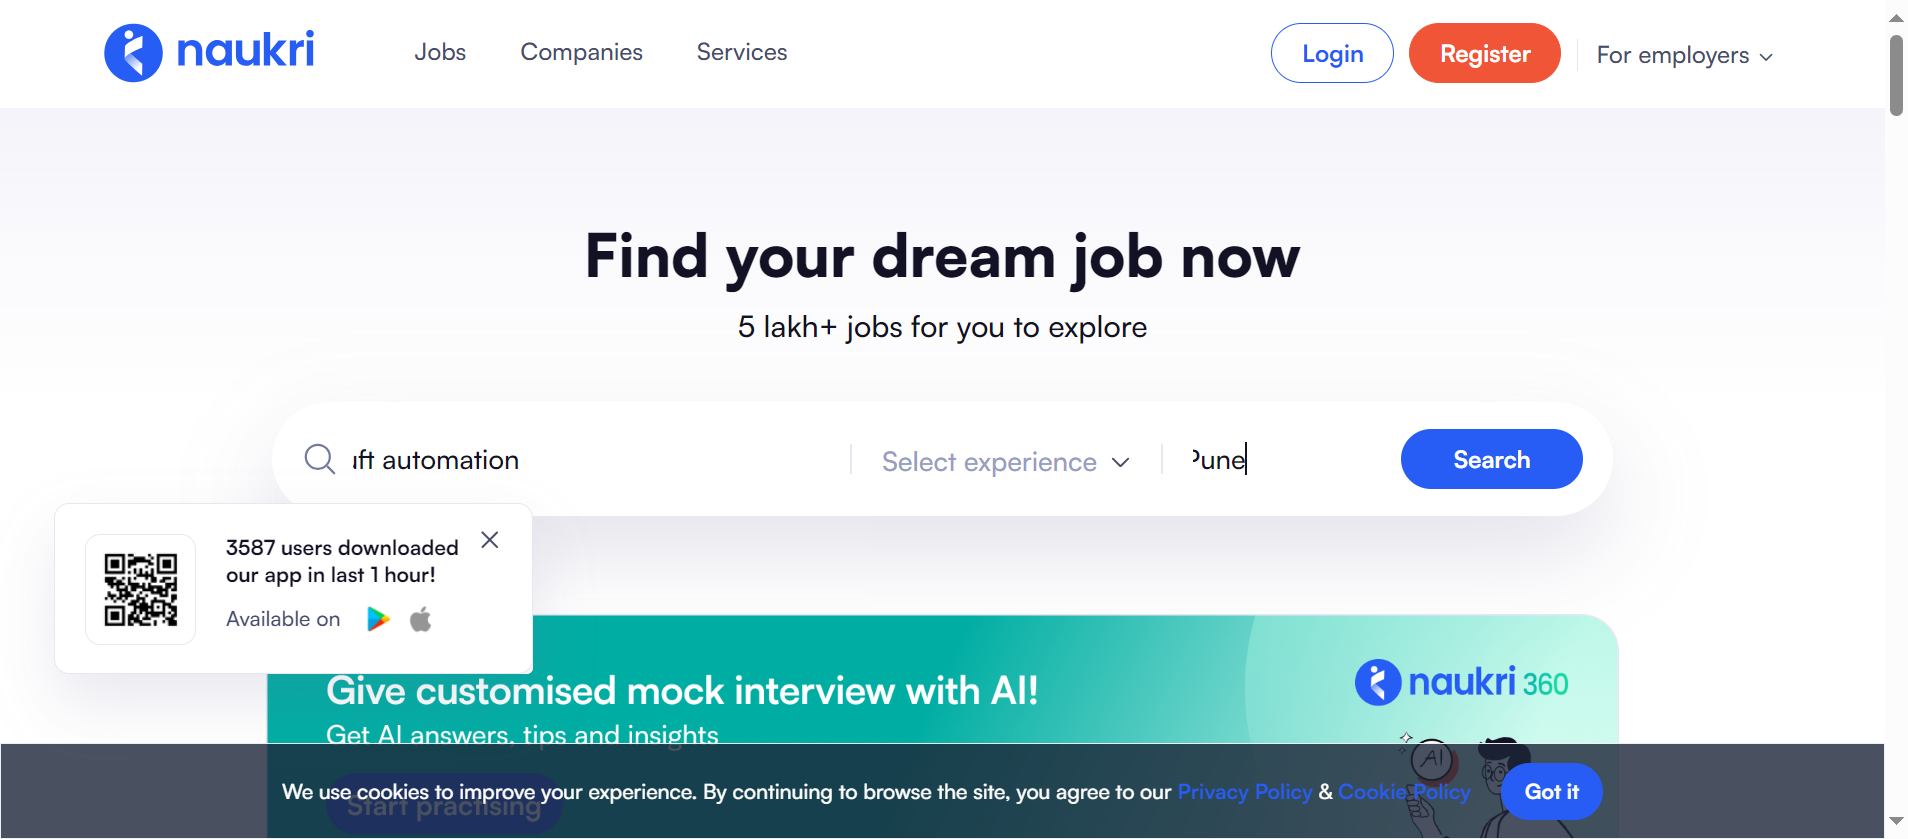 naukri
Jobs
Companies
Services
Login
Register
For employers
Find your dream job now
5 lakh+ jobs for you to explore
uft automation
Select experience
Pune
Search
3587 users downloaded
our app in last 1 hour!
Available on
Give customised mock interview with AI!
Get AI answers, tips and insights
Start practising
naukri 360
AI
We use cookies to improve your experience. By continuing to browse the site, you agree to our Privacy Policy & Cookie Policy
Got it